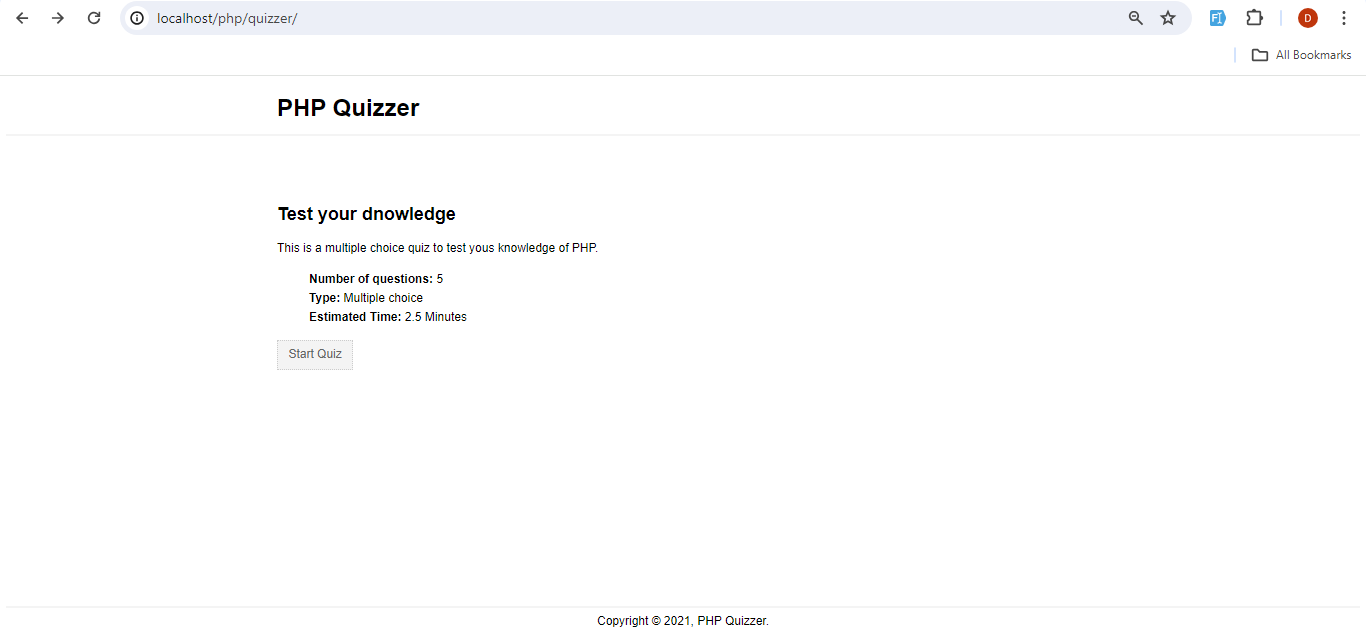 localhost/php/quizzer/
D
All Bookmarks
PHP Quizzer
Test your dnowledge
This is a multiple choice quiz to test yous knowledge of PHP.
Number of questions: 5
Type: Multiple choice
Estimated Time: 2.5 Minutes
Start Quiz
Copyright © 2021, PHP Quizzer.